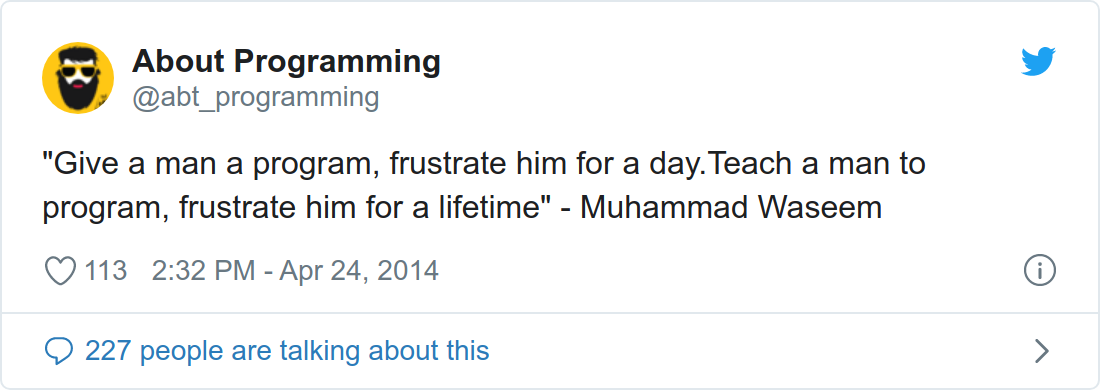 About Programming
@abt_programming
"Give a man a program, frustrate him for a day.Teach a man to
program, frustrate him for a lifetime" - Muhammad Waseem
113 2:32 PM - Apr 24, 2014
227 people are talking about this